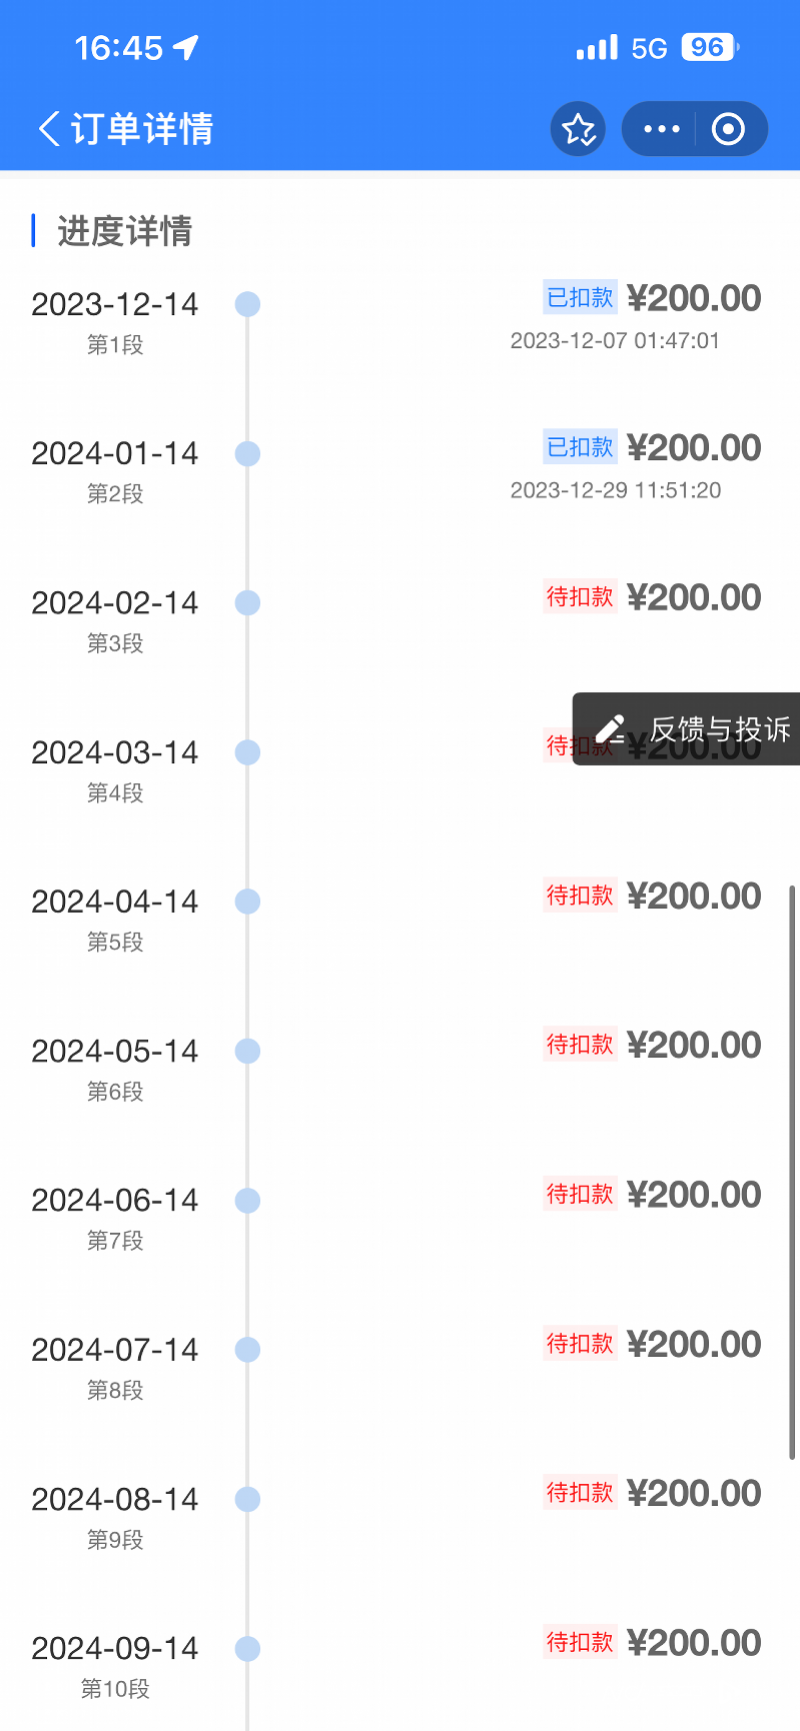 16:45 5G 96
订单详情
进度详情
2023-12-14 已扣款 ¥200.00
第1段 2023-12-07 01:47:01
2024-01-14 已扣款 ¥200.00
第2段 2023-12-29 11:51:20
2024-02-14 待扣款 ¥200.00
第3段
反馈与投诉
2024-03-14 待扣款 ¥200.00
第4段
2024-04-14 待扣款 ¥200.00
第5段
2024-05-14 待扣款 ¥200.00
第6段
2024-06-14 待扣款 ¥200.00
第7段
2024-07-14 待扣款 ¥200.00
第8段
2024-08-14 待扣款 ¥200.00
第9段
2024-09-14 待扣款 ¥200.00
第10段